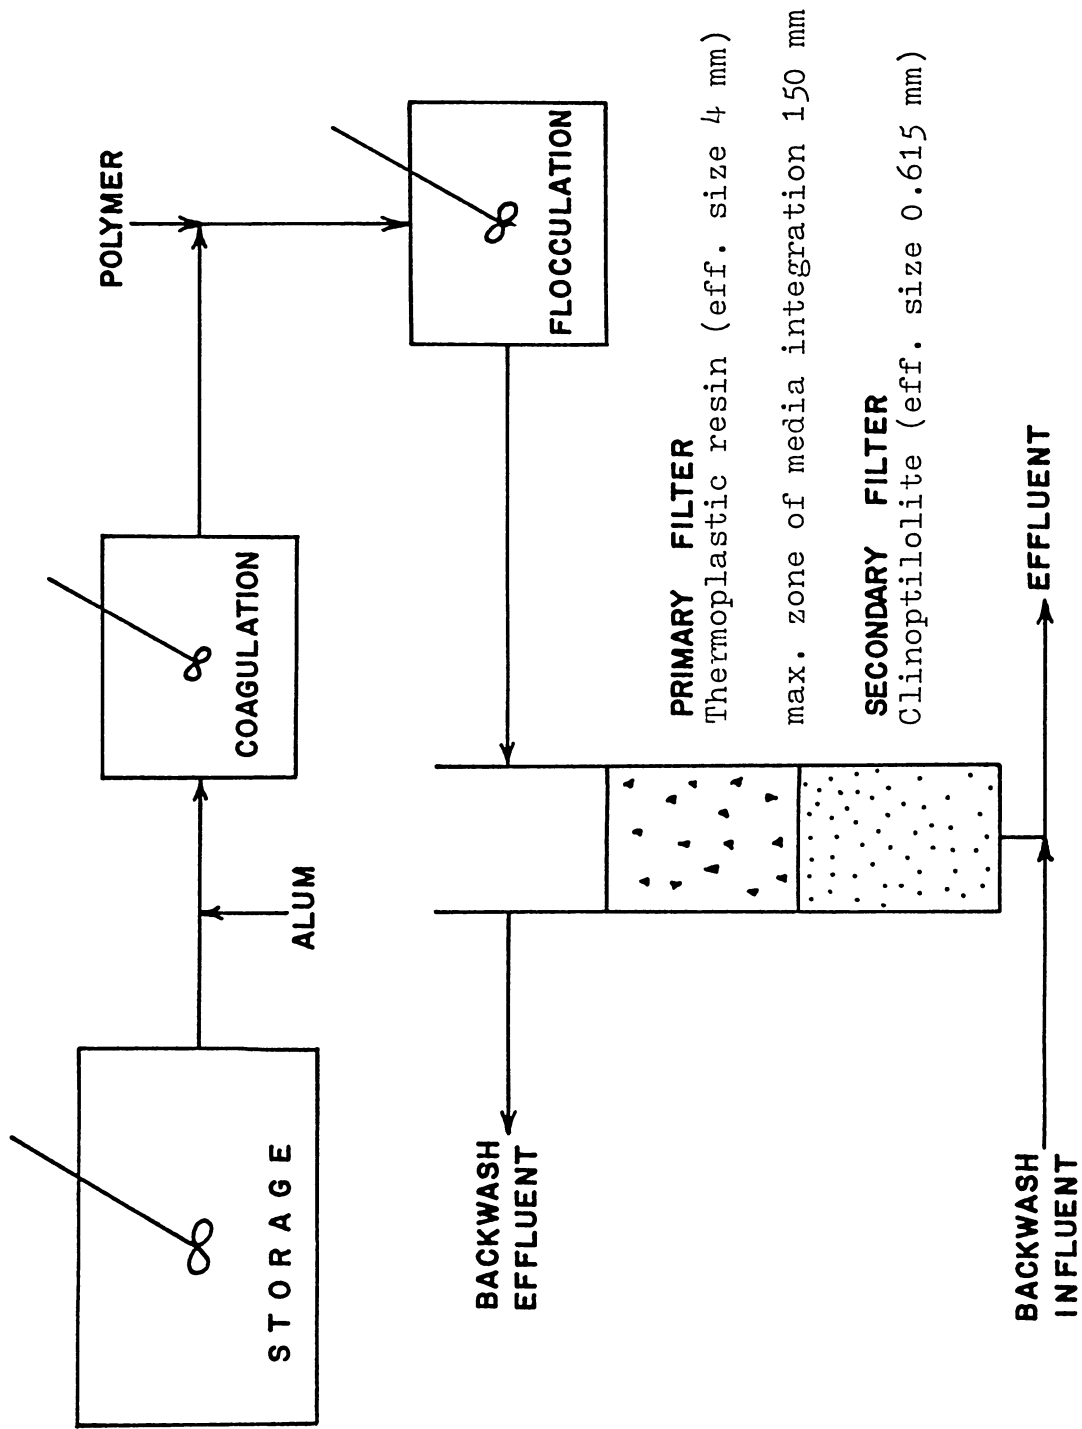 STORAGE
ALUM
COAGULATION
POLYMER
FLOCCULATION
BACKWASH
EFFLUENT
PRIMARY FILTER
Thermoplastic resin (eff. size 4 mm)
max. zone of media integration 150 mm
SECONDARY FILTER
Clinoptilolite (eff. size 0.615 mm)
BACKWASH
INFLUENT
EFFLUENT